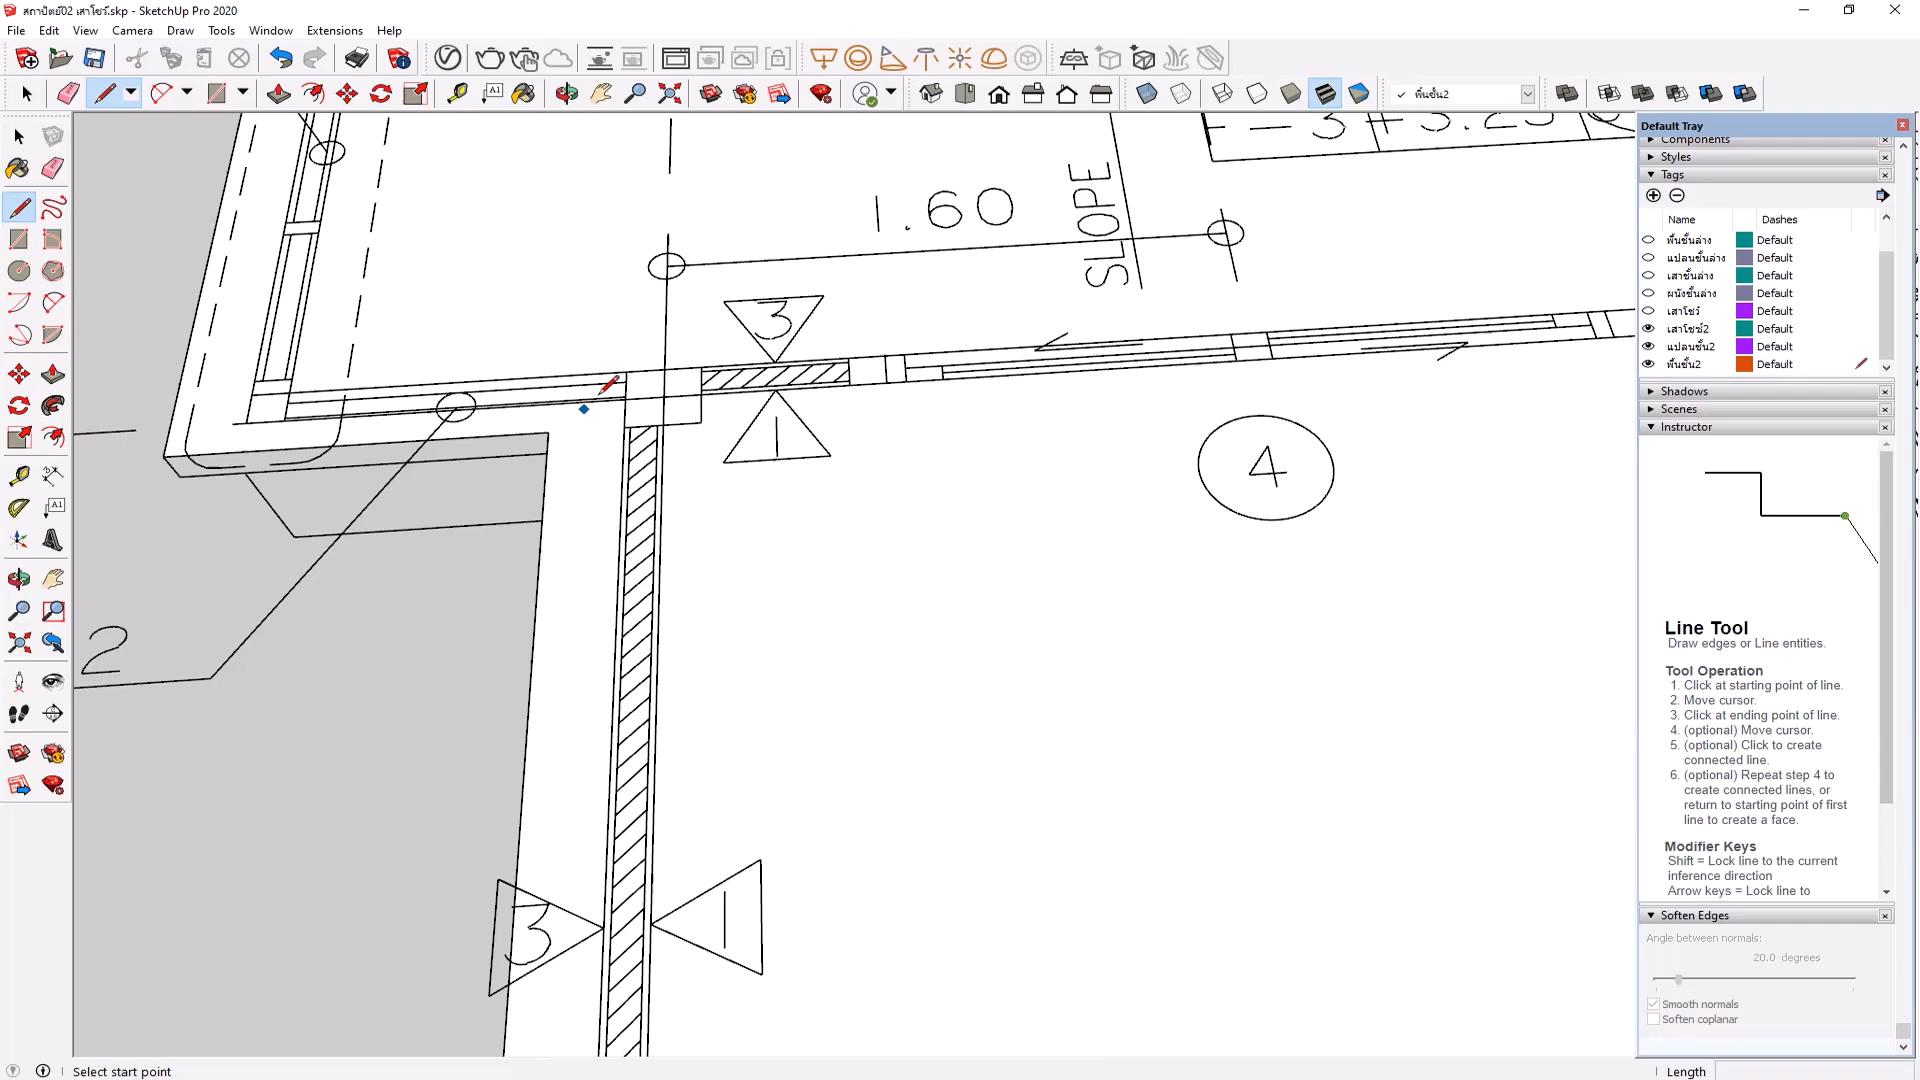 สถาปัตย์02 เสาโชร์.skp - SketchUp Pro 2020
File Edit View Camera Draw Tools Window Extensions Help
พื้นชั้น2
Default Tray
Components
Styles
Tags
Name Dashes
พื้นชั้นล่าง Default
แปลนชั้นล่าง Default
เสาชั้นล่าง Default
ผนังชั้นล่าง Default
เสาโชร์ Default
เสาโชร์2 Default
แปลนชั้น2 Default
พื้นชั้น2 Default
Shadows
Scenes
Instructor
Line Tool
Draw edges or Line entities.
Tool Operation
1. Click at starting point of line.
2. Move cursor.
3. Click at ending point of line.
4. (optional) Move cursor.
5. (optional) Click to create
connected line.
6. (optional) Repeat step 4 to
create connected lines, or
return to starting point of first
line to create a face.
Modifier Keys
Shift = Lock line to the current
inference direction
Arrow keys = Lock line to
Soften Edges
Angle between normals:
20.0 degrees
Smooth normals
Soften coplanar
1.60
SLOPE
3
1
4
2
3
1
Select start point
Length